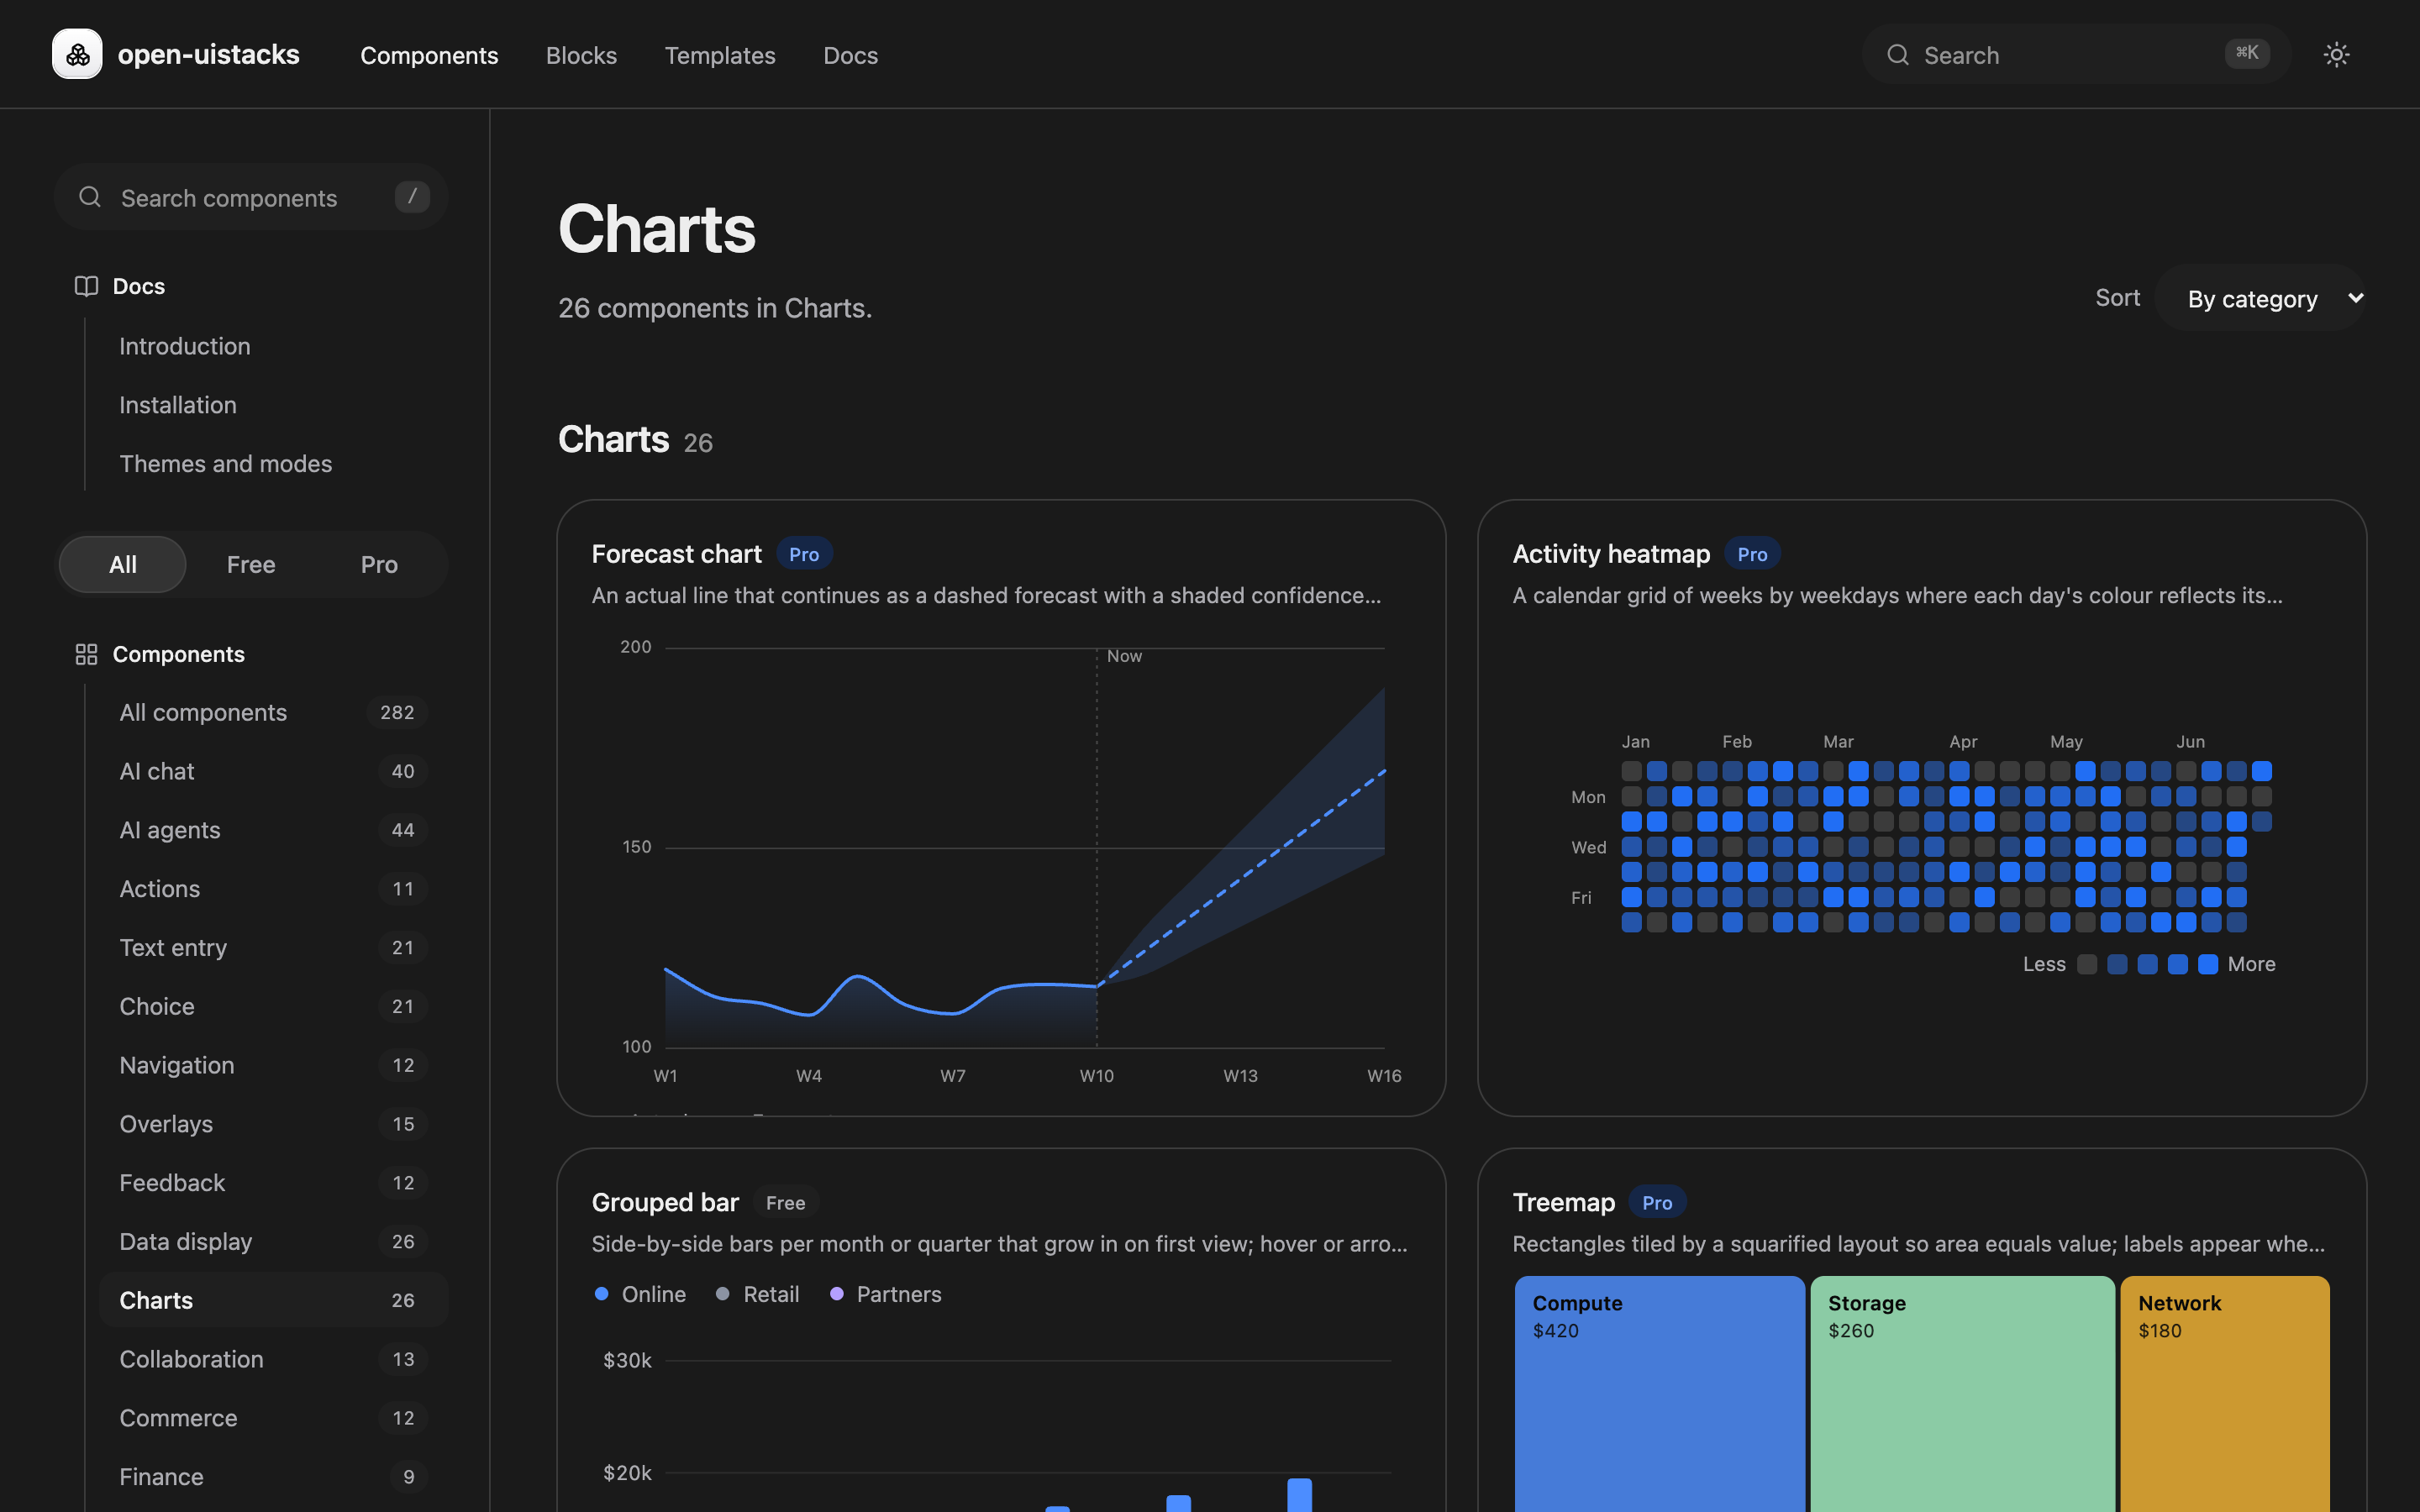 open-uistacks
Components
Blocks
Templates
Docs
Search
⌘K
Search components
/
Docs
Introduction
Installation
Themes and modes
All
Free
Pro
Components
All components 282
AI chat 40
AI agents 44
Actions 11
Text entry 21
Choice 21
Navigation 12
Overlays 15
Feedback 12
Data display 26
Charts 26
Collaboration 13
Commerce 12
Finance 9
Charts
26 components in Charts.
Sort
By category
Charts 26
Forecast chart Pro
An actual line that continues as a dashed forecast with a shaded confidence...
200
Now
150
100
W1 W4 W7 W10 W13 W16
Activity heatmap Pro
A calendar grid of weeks by weekdays where each day's colour reflects its...
Jan Feb Mar Apr May Jun
Mon
Wed
Fri
Less More
Grouped bar Free
Side-by-side bars per month or quarter that grow in on first view; hover or arro...
Online Retail Partners
$30k
$20k
Treemap Pro
Rectangles tiled by a squarified layout so area equals value; labels appear whe...
Compute
$420
Storage
$260
Network
$180